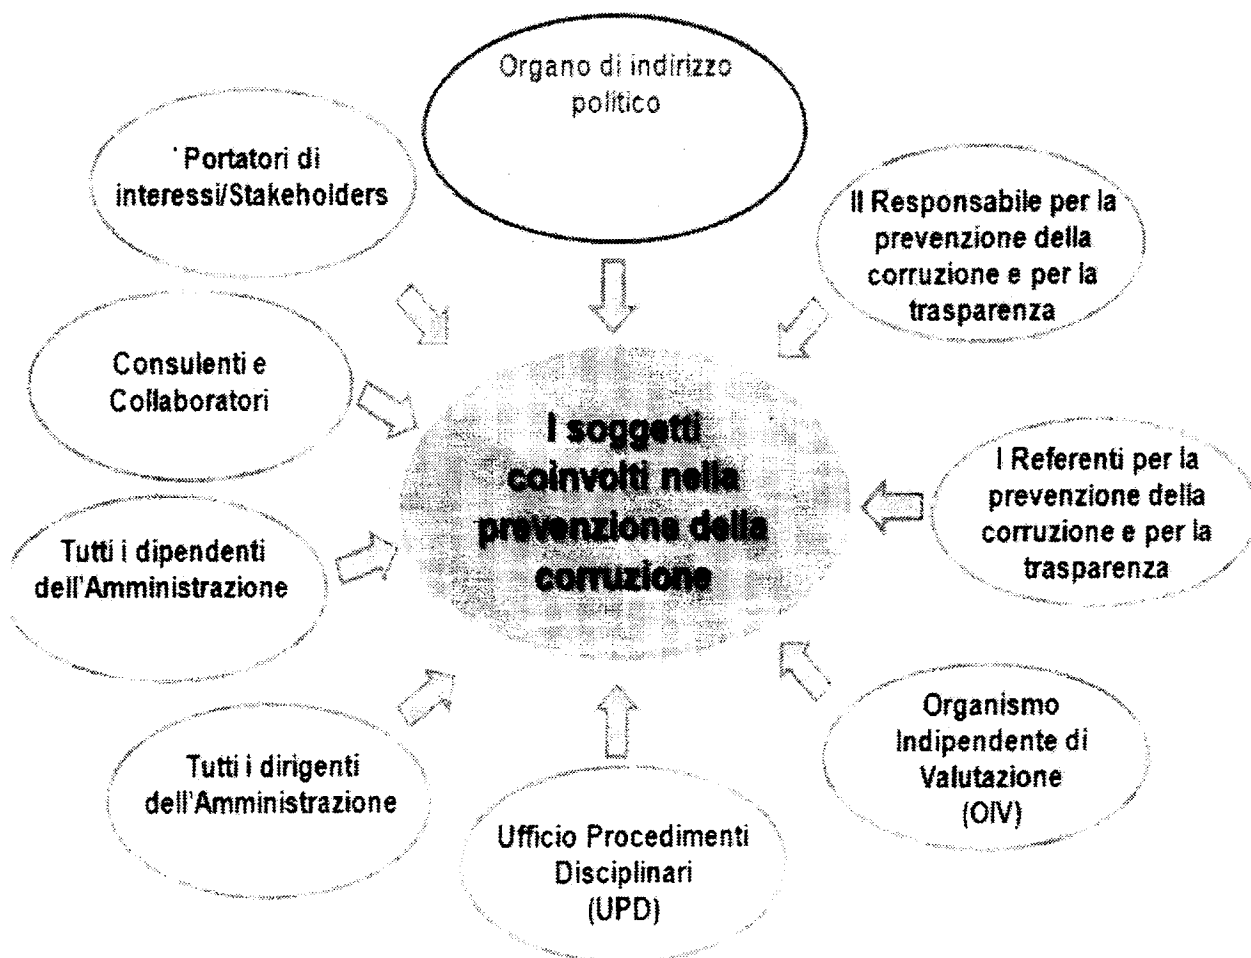 Organo di indirizzo
politico
Portatori di
interessi/Stakeholders
Il Responsabile per la
prevenzione della
corruzione e per la
trasparenza
Consulenti e
Collaboratori
I soggetti
coinvolti nella
prevenzione della
corruzione
I Referenti per la
prevenzione della
corruzione e per la
trasparenza
Tutti i dipendenti
dell'Amministrazione
Organismo
Indipendente di
Valutazione
(OIV)
Tutti i dirigenti
dell'Amministrazione
Ufficio Procedimenti
Disciplinari
(UPD)